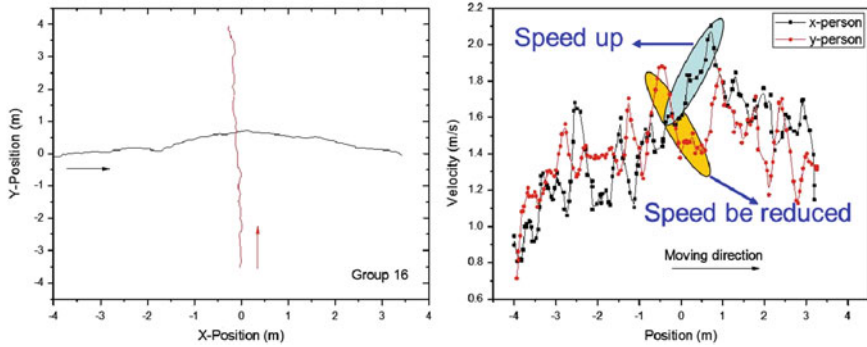 4
3
2
1
0
-1
-2
-3
-4
Y-Position (m)
Group 16
-4 -3 -2 -1 0 1 2 3 4
X-Position (m)
2.2
2.0
1.8
1.6
1.4
1.2
1.0
0.8
0.6
Velocity (m/s)
Speed up
x-person
y-person
Speed be reduced
Moving direction
-4 -3 -2 -1 0 1 2 3 4
Position (m)